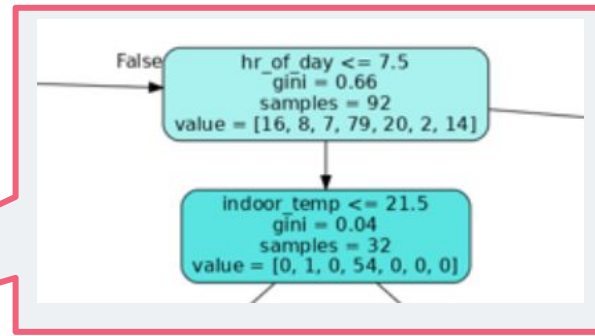 False
hr_of_day <= 7.5
gini = 0.66
samples = 92
value = [16, 8, 7, 79, 20, 2, 14]
indoor_temp <= 21.5
gini = 0.04
samples = 32
value = [0, 1, 0, 54, 0, 0, 0]